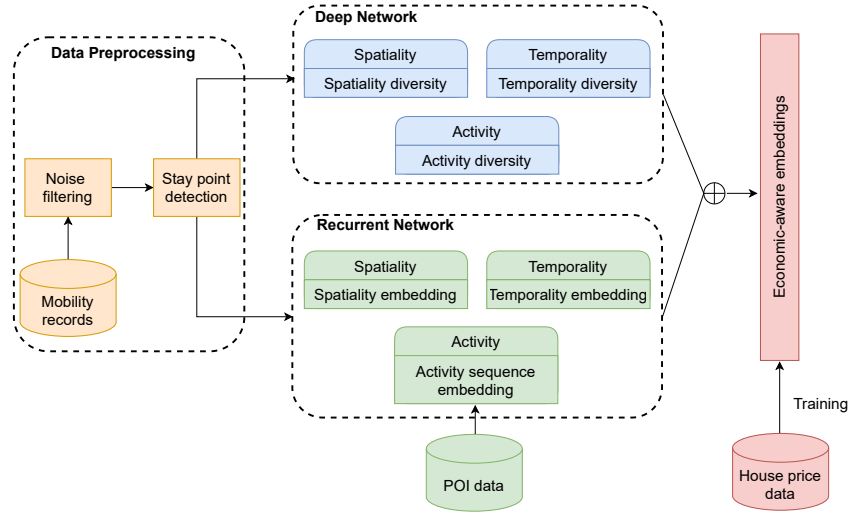 Data Preprocessing
Noise
filtering
Stay point
detection
Mobility
records
Deep Network
Spatiality
Spatiality diversity
Temporality
Temporality diversity
Activity
Activity diversity
Recurrent Network
Spatiality
Spatiality embedding
Temporality
Temporality embedding
Activity
Activity sequence
embedding
POI data
Economic-aware embeddings
Training
House price
data